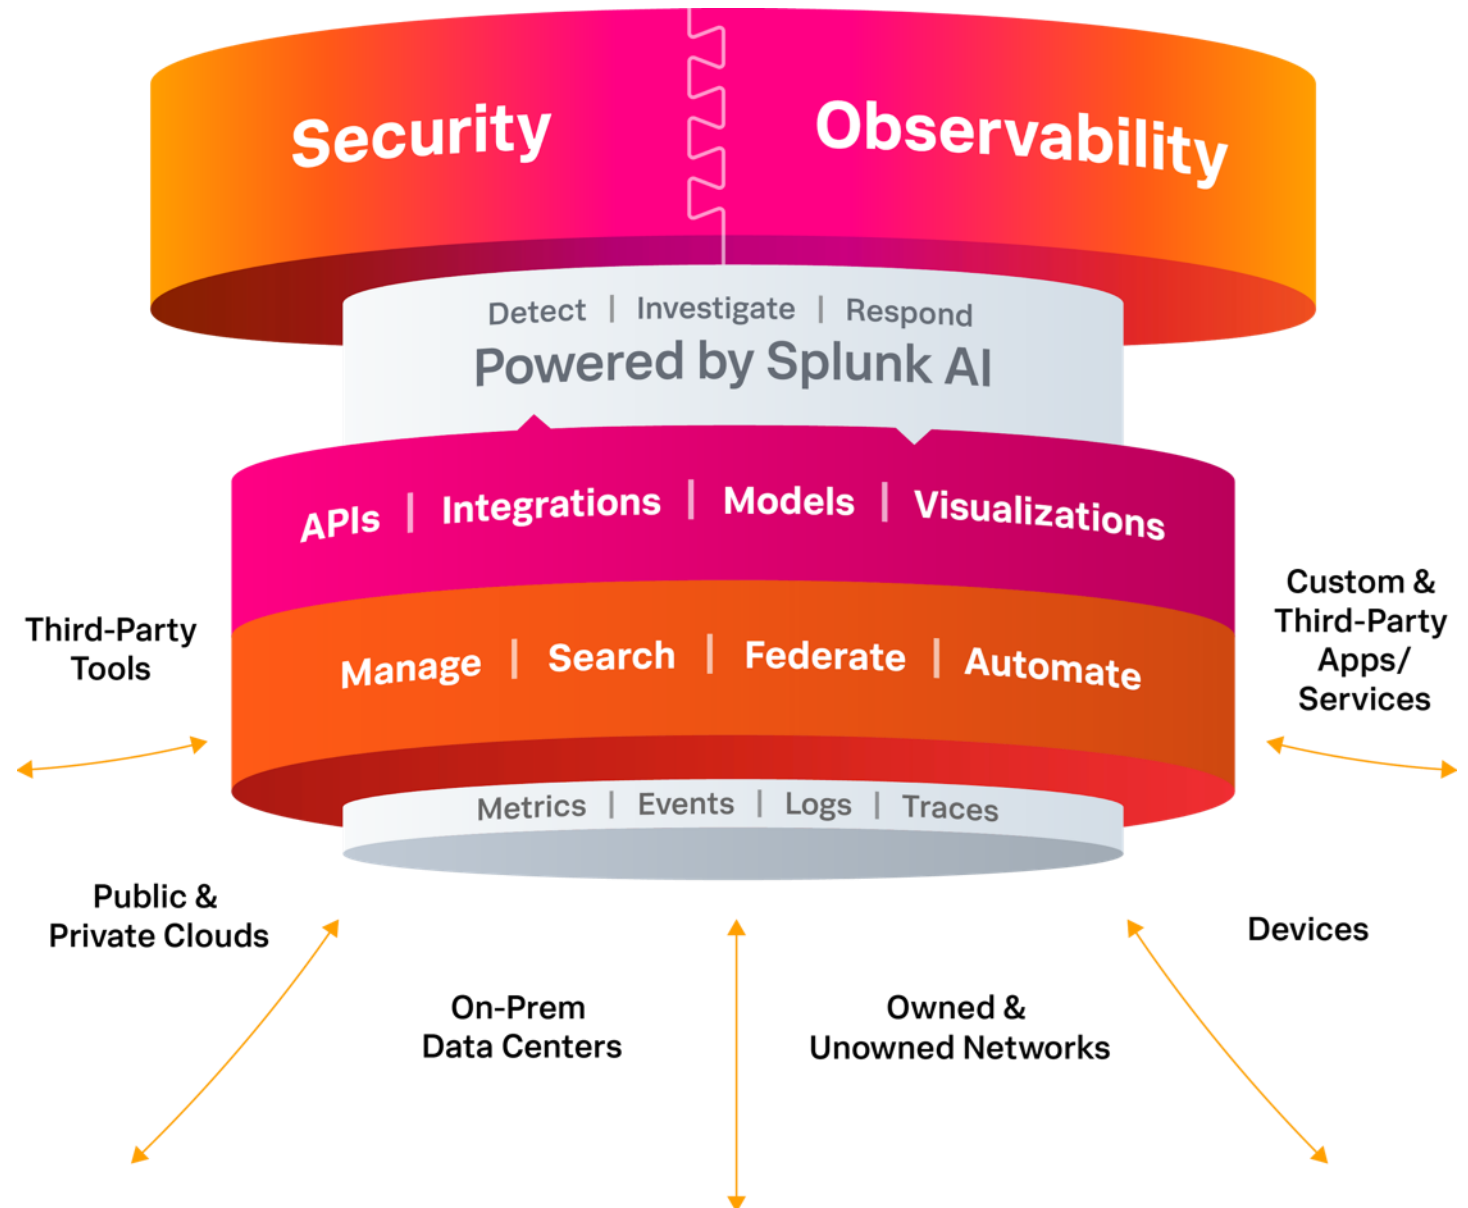 Security
Observability
Detect | Investigate | Respond
Powered by Splunk AI
APIs | Integrations | Models | Visualizations
Manage | Search | Federate | Automate
Metrics | Events | Logs | Traces
Third-Party
Tools
Custom &
Third-Party
Apps/
Services
Public &
Private Clouds
On-Prem
Data Centers
Owned &
Unowned Networks
Devices